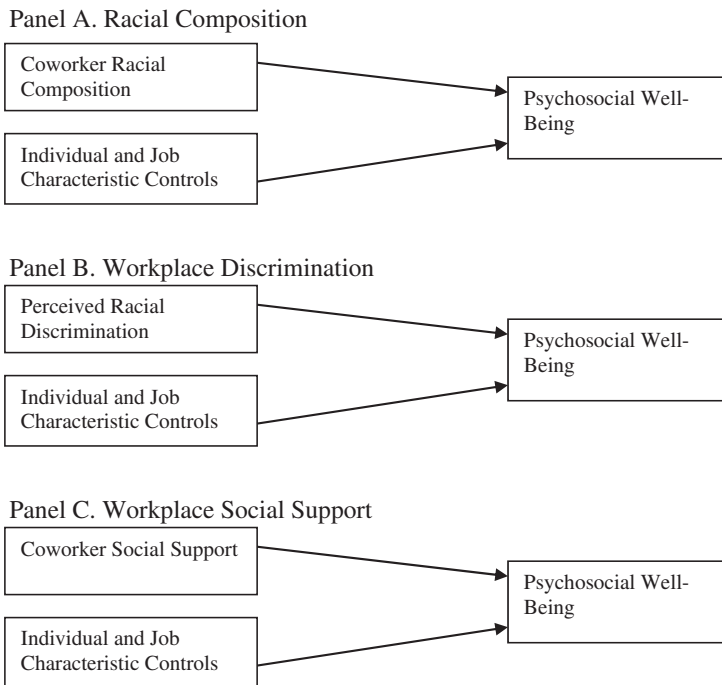 Panel A. Racial Composition
Coworker Racial
Composition
Psychosocial Well-
Being
Individual and Job
Characteristic Controls
Panel B. Workplace Discrimination
Perceived Racial
Discrimination
Psychosocial Well-
Being
Individual and Job
Characteristic Controls
Panel C. Workplace Social Support
Coworker Social Support
Psychosocial Well-
Being
Individual and Job
Characteristic Controls